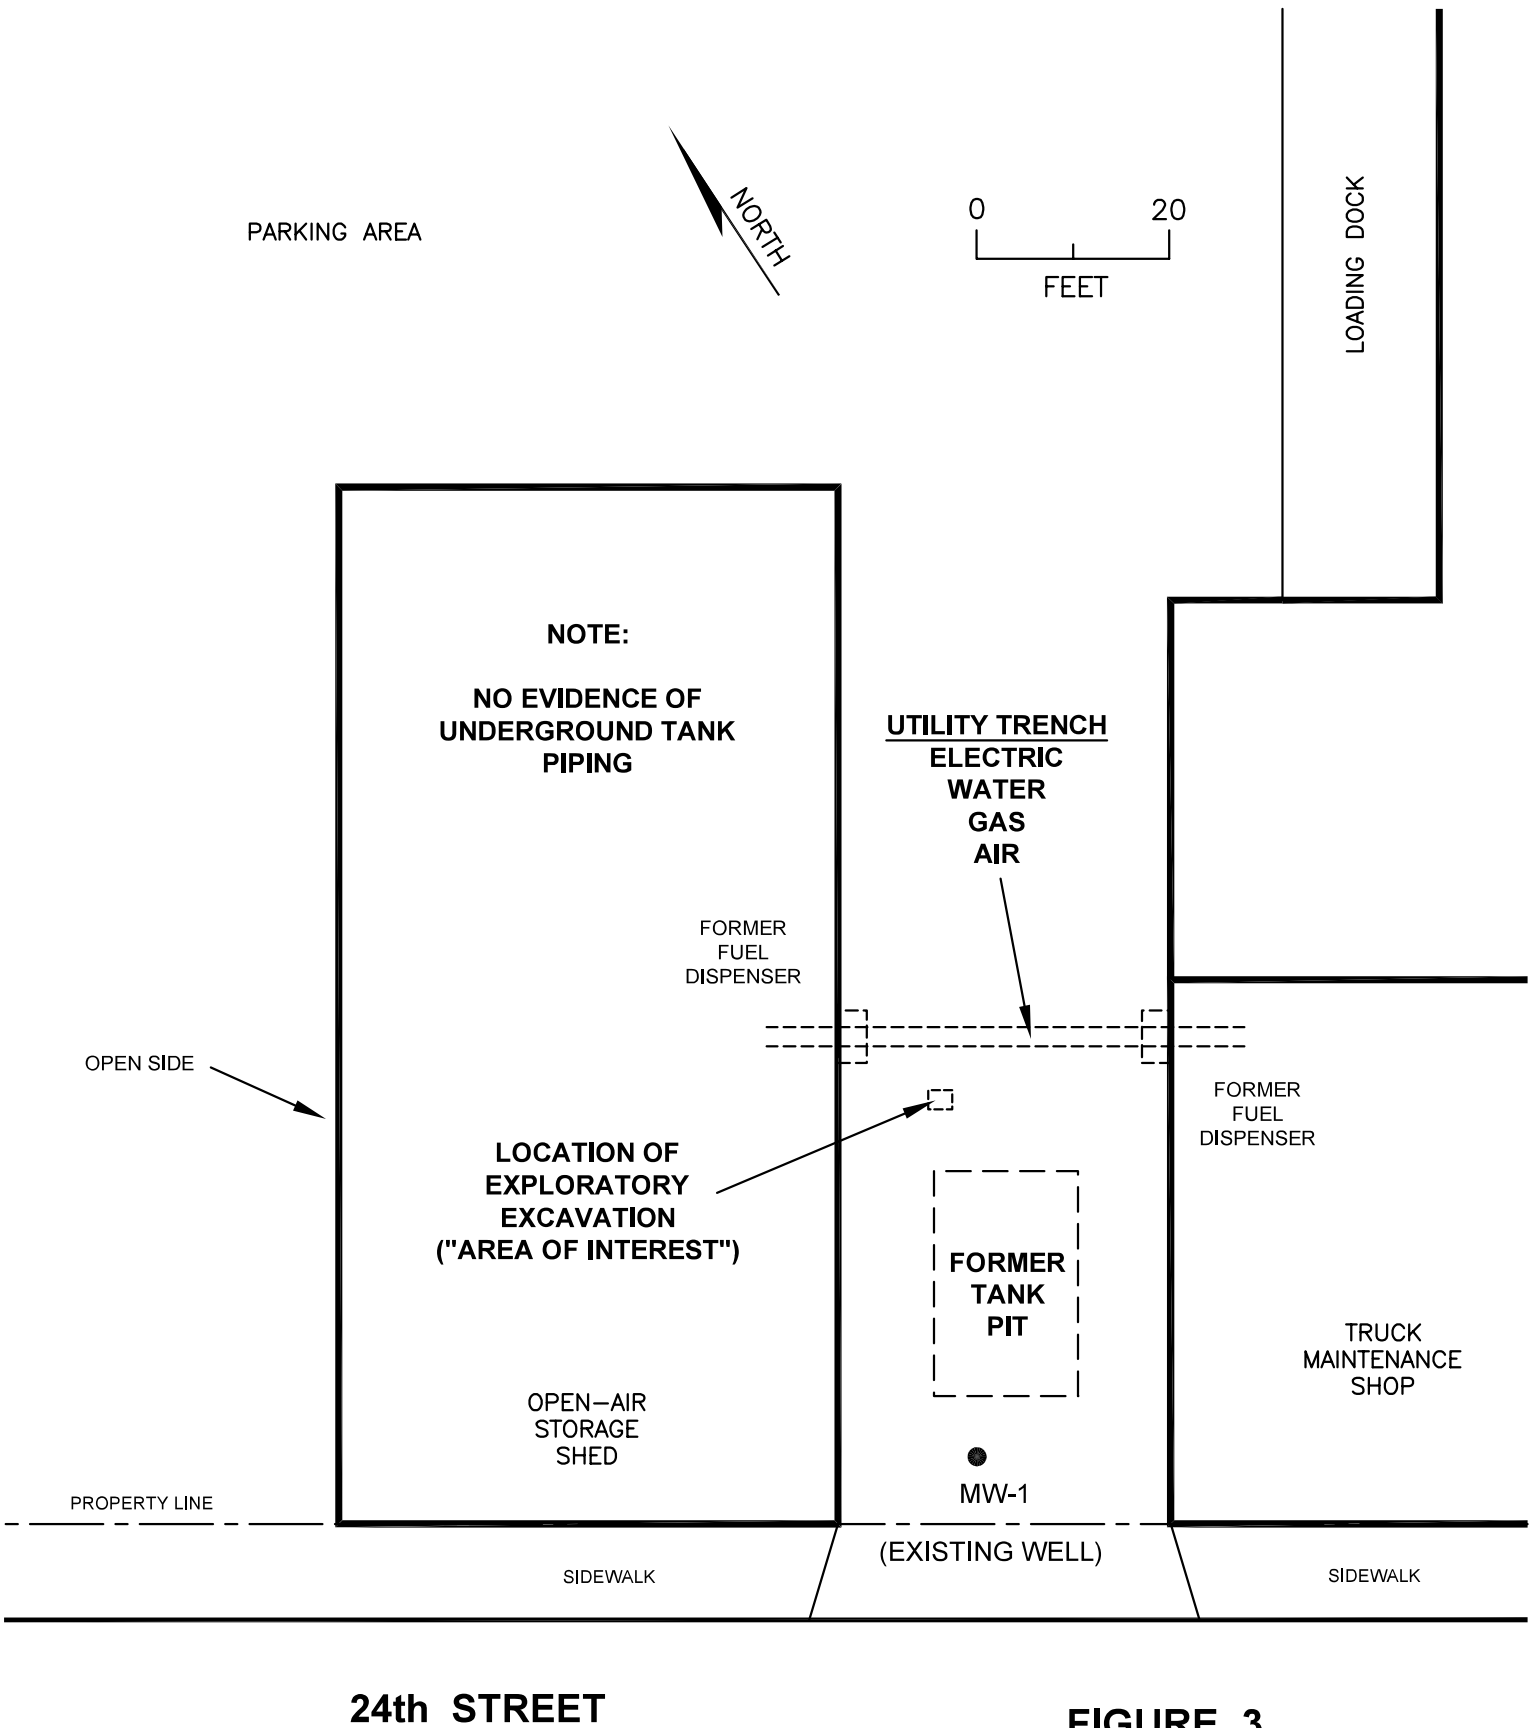 NORTH
0 20
FEET
PARKING AREA
LOADING DOCK
NOTE:
NO EVIDENCE OF
UNDERGROUND TANK
PIPING
UTILITY TRENCH
ELECTRIC
WATER
GAS
AIR
FORMER
FUEL
DISPENSER
OPEN SIDE
FORMER
FUEL
DISPENSER
LOCATION OF
EXPLORATORY
EXCAVATION
("AREA OF INTEREST")
FORMER
TANK
PIT
TRUCK
MAINTENANCE
SHOP
OPEN-AIR
STORAGE
SHED
MW-1
PROPERTY LINE
(EXISTING WELL)
SIDEWALK
SIDEWALK
24th STREET
FIGURE 3